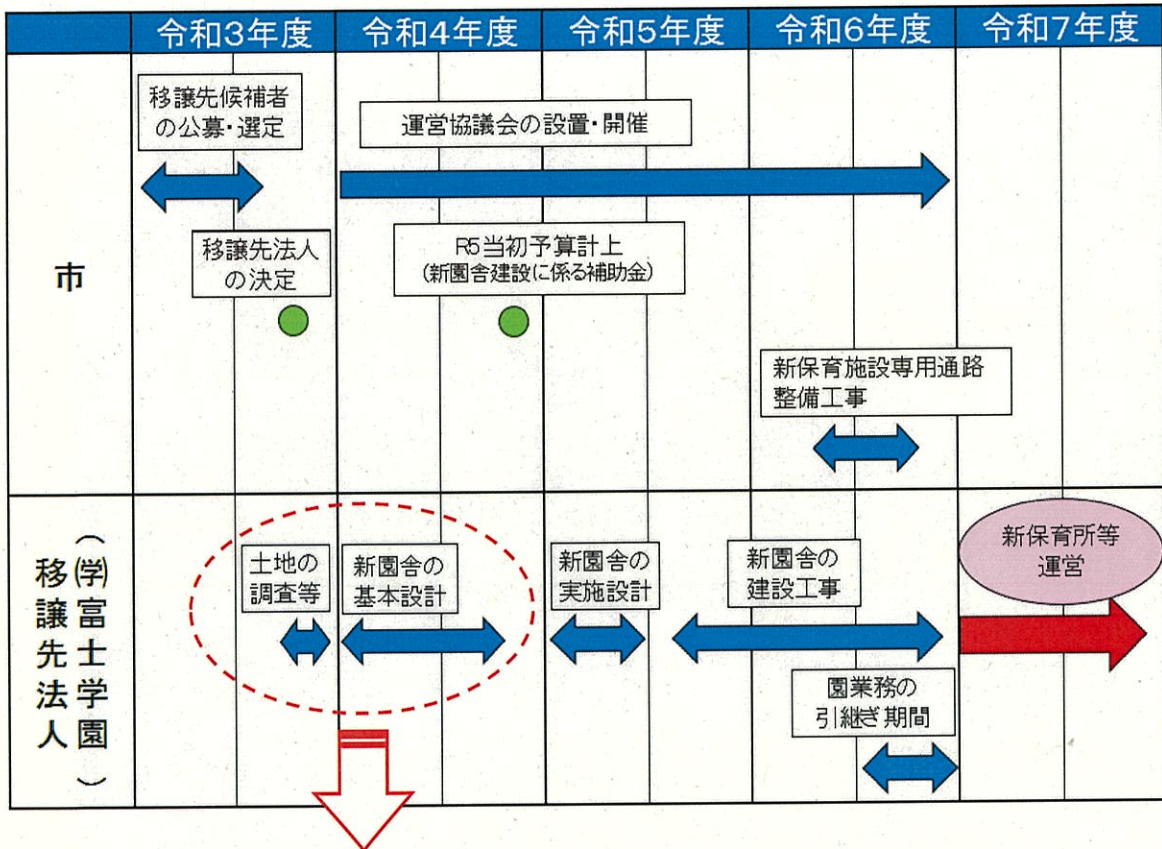 令和3年度
令和4年度
令和5年度
令和6年度
令和7年度
市
移譲先候補者
の公募・選定
運営協議会の設置・開催
移譲先法人
の決定
R5当初予算計上
(新園舎建設に係る補助金)
新保育施設専用通路
整備工事
移譲先法人
(㈻富士学園)
土地の
調査等
新園舎の
基本設計
新園舎の
実施設計
新園舎の
建設工事
新保育所等
運営
園業務の
引継ぎ期間